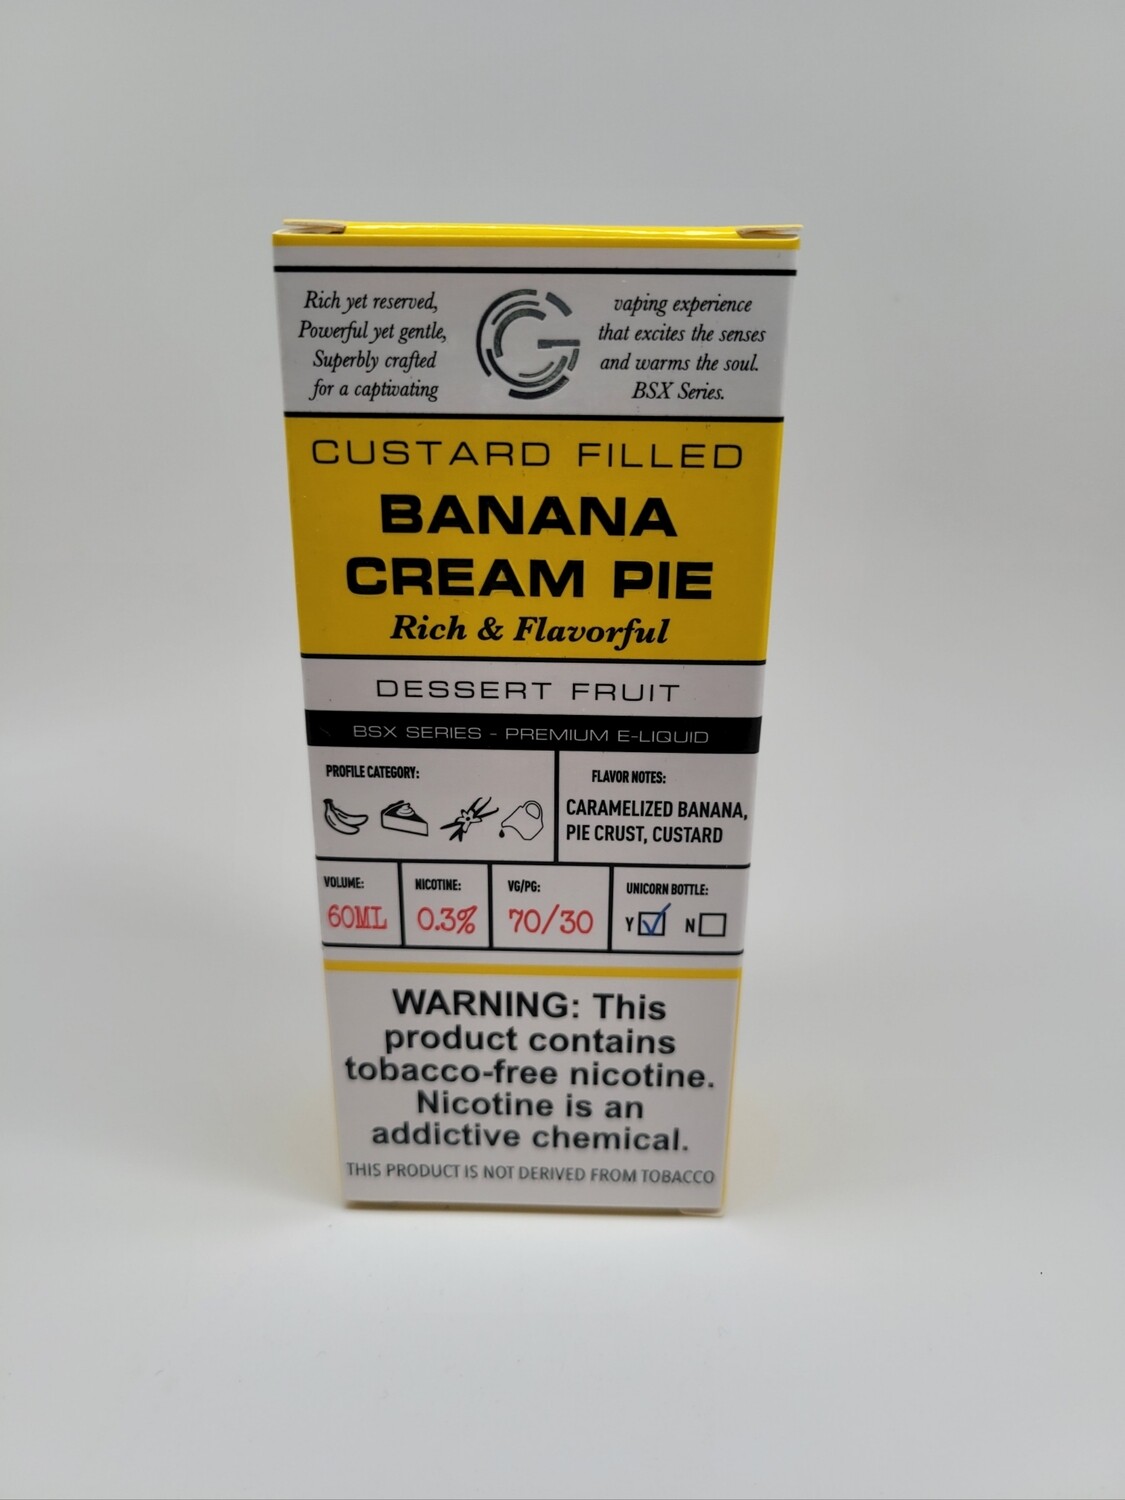 Rich yet reserved,
Powerful yet gentle,
Superbly crafted
for a captivating
G
vaping experience
that excites the senses
and warms the soul.
BSX Series.
CUSTARD FILLED
BANANA
CREAM PIE
Rich & Flavorful
DESSERT FRUIT
BSX SERIES - PREMIUM E-LIQUID
PROFILE CATEGORY:
FLAVOR NOTES:
CARAMELIZED BANANA,
PIE CRUST, CUSTARD
VOLUME:
60ML
NICOTINE:
0.3%
VG/PG:
70/30
UNICORN BOTTLE:
Y N
WARNING: This
product contains
tobacco-free nicotine.
Nicotine is an
addictive chemical.
THIS PRODUCT IS NOT DERIVED FROM TOBACCO